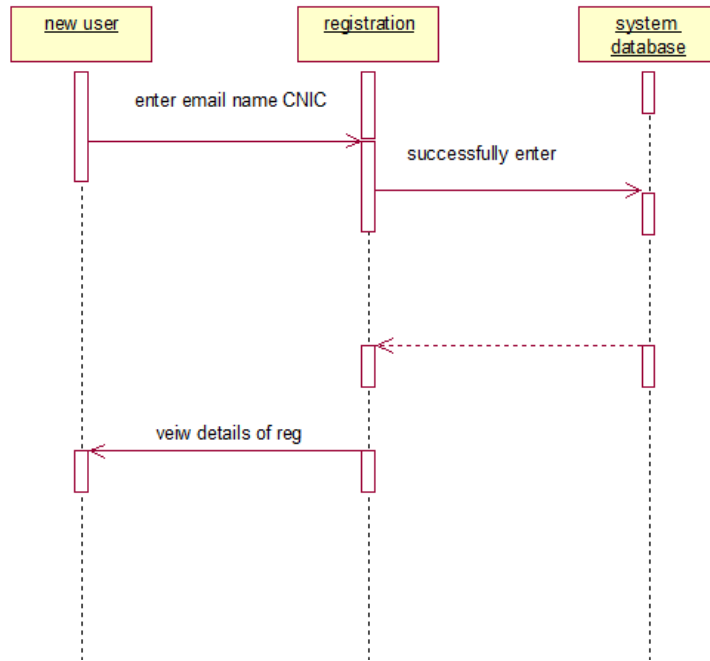 new user
registration
system
database
enter email name CNIC
successfully enter
veiw details of reg